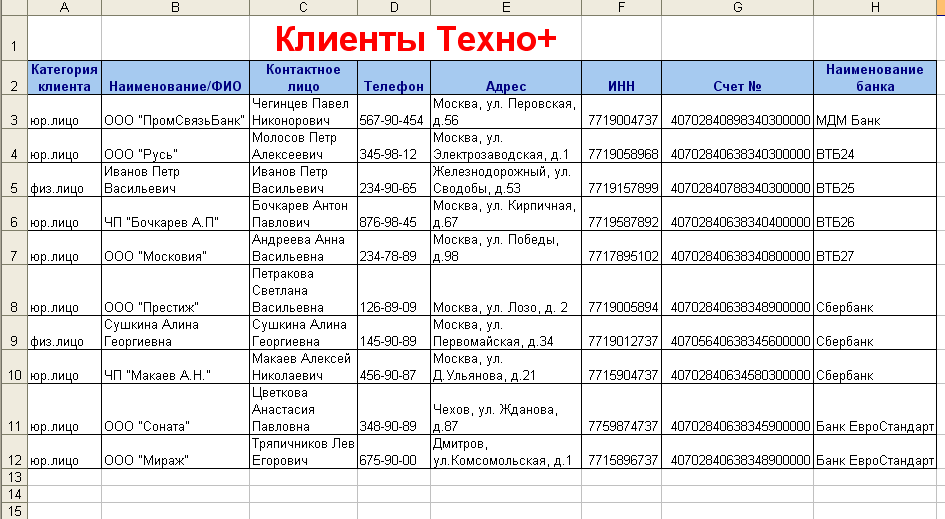 A B C D E F G H
1 Клиенты Техно+
2 Категория клиента Наименование/ФИО Контактное лицо Телефон Адрес ИНН Счет № Наименование банка
3 юр.лицо ООО "ПромСвязьБанк" Чегинцев Павел Никонорович 567-90-454 Москва, ул. Перовская, д.56 7719004737 40702840898340300000 МДМ Банк
4 юр.лицо ООО "Русь" Молосов Петр Алексеевич 345-98-12 Москва, ул. Электрозаводская, д.1 7719058968 40702840638340300000 ВТБ24
5 физ.лицо Иванов Петр Васильевич Иванов Петр Васильевич 234-90-65 Железнодорожный, ул. Сводобы, д.53 7719157899 40702840788340300000 ВТБ25
6 юр.лицо ЧП "Бочкарев А.П" Бочкарев Антон Павлович 876-98-45 Москва, ул. Кирпичная, д.67 7719587892 40702840638340400000 ВТБ26
7 юр.лицо ООО "Московия" Андреева Анна Васильевна 234-78-89 Москва, ул. Победы, д.98 7717895102 40702840638340800000 ВТБ27
8 юр.лицо ООО "Престиж" Петракова Светлана Васильевна 126-89-09 Москва, ул. Лозо, д. 2 7719005894 40702840638348900000 Сбербанк
9 физ.лицо Сушкина Алина Георгиевна Сушкина Алина Георгиевна 145-90-89 Москва, ул. Первомайская, д.34 7719012737 40705640638345600000 Сбербанк
10 юр.лицо ЧП "Макаев А.Н." Макаев Алексей Николаевич 456-90-87 Москва, ул. Д.Ульянова, д.21 7715904737 40702840634580300000 Сбербанк
11 юр.лицо ООО "Соната" Цветкова Анастасия Павловна 348-90-89 Чехов, ул. Жданова, д.87 7759874737 40702840638345900000 Банк ЕвроСтандарт
12 юр.лицо ООО "Мираж" Тряпичников Лев Егорович 675-90-00 Дмитров, ул.Комсомольская, д.1 7715896737 40702840638348900000 Банк ЕвроСтандарт
13
14
15